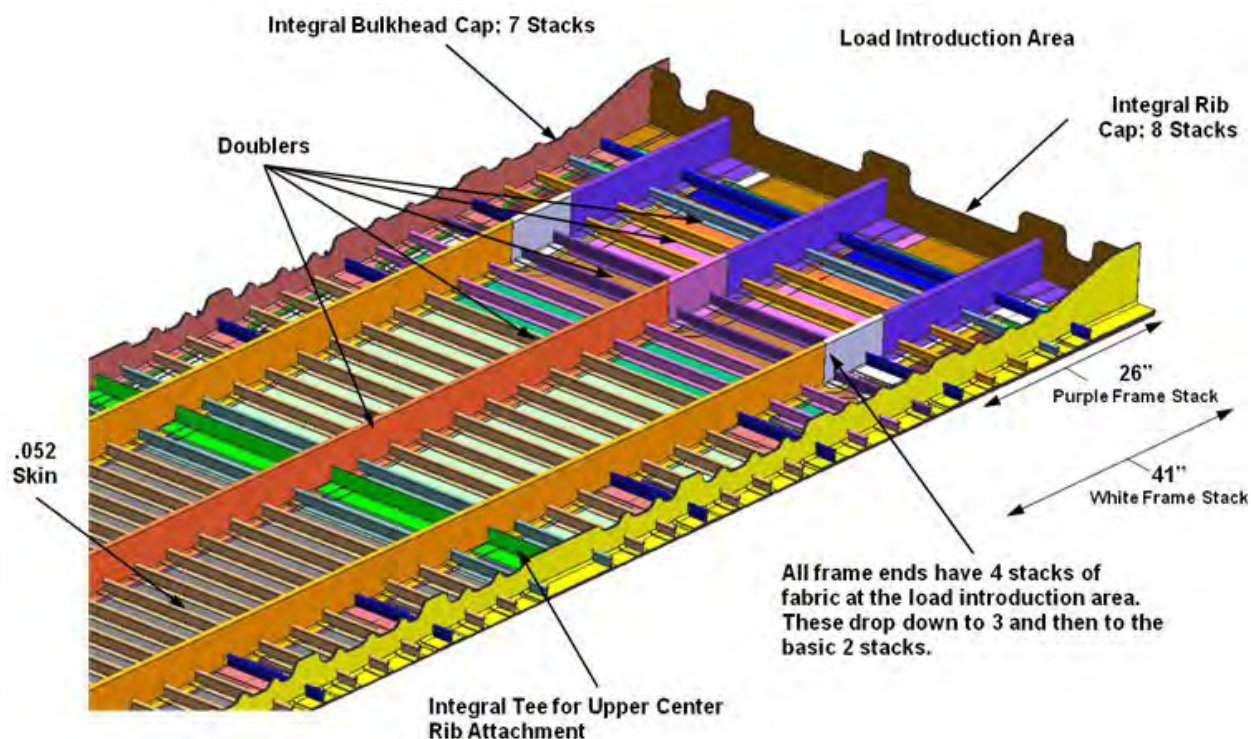 Integral Bulkhead Cap; 7 Stacks
Load Introduction Area
Integral Rib
Cap; 8 Stacks
Doublers
26”
Purple Frame Stack
.052
Skin
41”
White Frame Stack
All frame ends have 4 stacks of
fabric at the load introduction area.
These drop down to 3 and then to the
basic 2 stacks.
Integral Tee for Upper Center
Rib Attachment